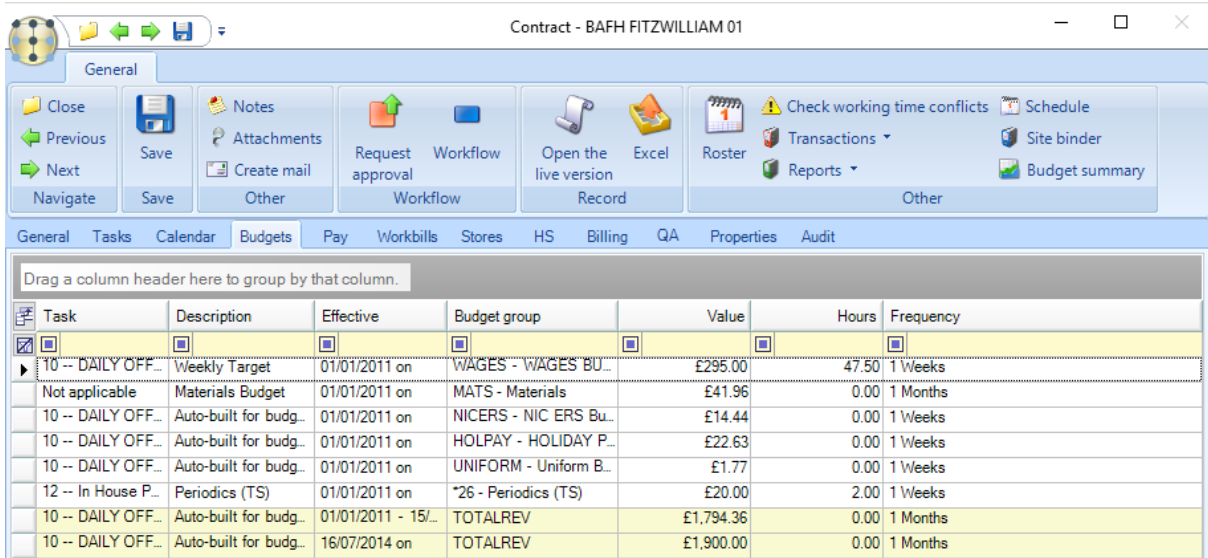 Contract - BAFH FITZWILLIAM 01
General
Close
Previous
Next
Navigate
Save
Save
Notes
Attachments
Create mail
Other
Request approval
Workflow
Workflow
Open the live version
Excel
Record
Roster
Check working time conflicts
Transactions
Reports
Schedule
Site binder
Budget summary
Other
General Tasks Calendar Budgets Pay Workbills Stores HS Billing QA Properties Audit
Drag a column header here to group by that column.
Task Description Effective Budget group Value Hours Frequency
10 -- DAILY OFF... Weekly Target 01/01/2011 on WAGES - WAGES BU... £295.00 47.50 1 Weeks
Not applicable Materials Budget 01/01/2011 on MATS - Materials £41.96 0.00 1 Months
10 -- DAILY OFF... Auto-built for budg... 01/01/2011 on NICERS - NIC ERS Bu... £14.44 0.00 1 Weeks
10 -- DAILY OFF... Auto-built for budg... 01/01/2011 on HOLPAY - HOLIDAY P... £22.63 0.00 1 Weeks
10 -- DAILY OFF... Auto-built for budg... 01/01/2011 on UNIFORM - Uniform B... £1.77 0.00 1 Weeks
12 -- In House P... Periodics (TS) 01/01/2011 on *26 - Periodics (TS) £20.00 2.00 1 Weeks
10 -- DAILY OFF... Auto-built for budg... 01/01/2011 - 15/... TOTALREV £1,794.36 0.00 1 Months
10 -- DAILY OFF... Auto-built for budg... 16/07/2014 on TOTALREV £1,900.00 0.00 1 Months